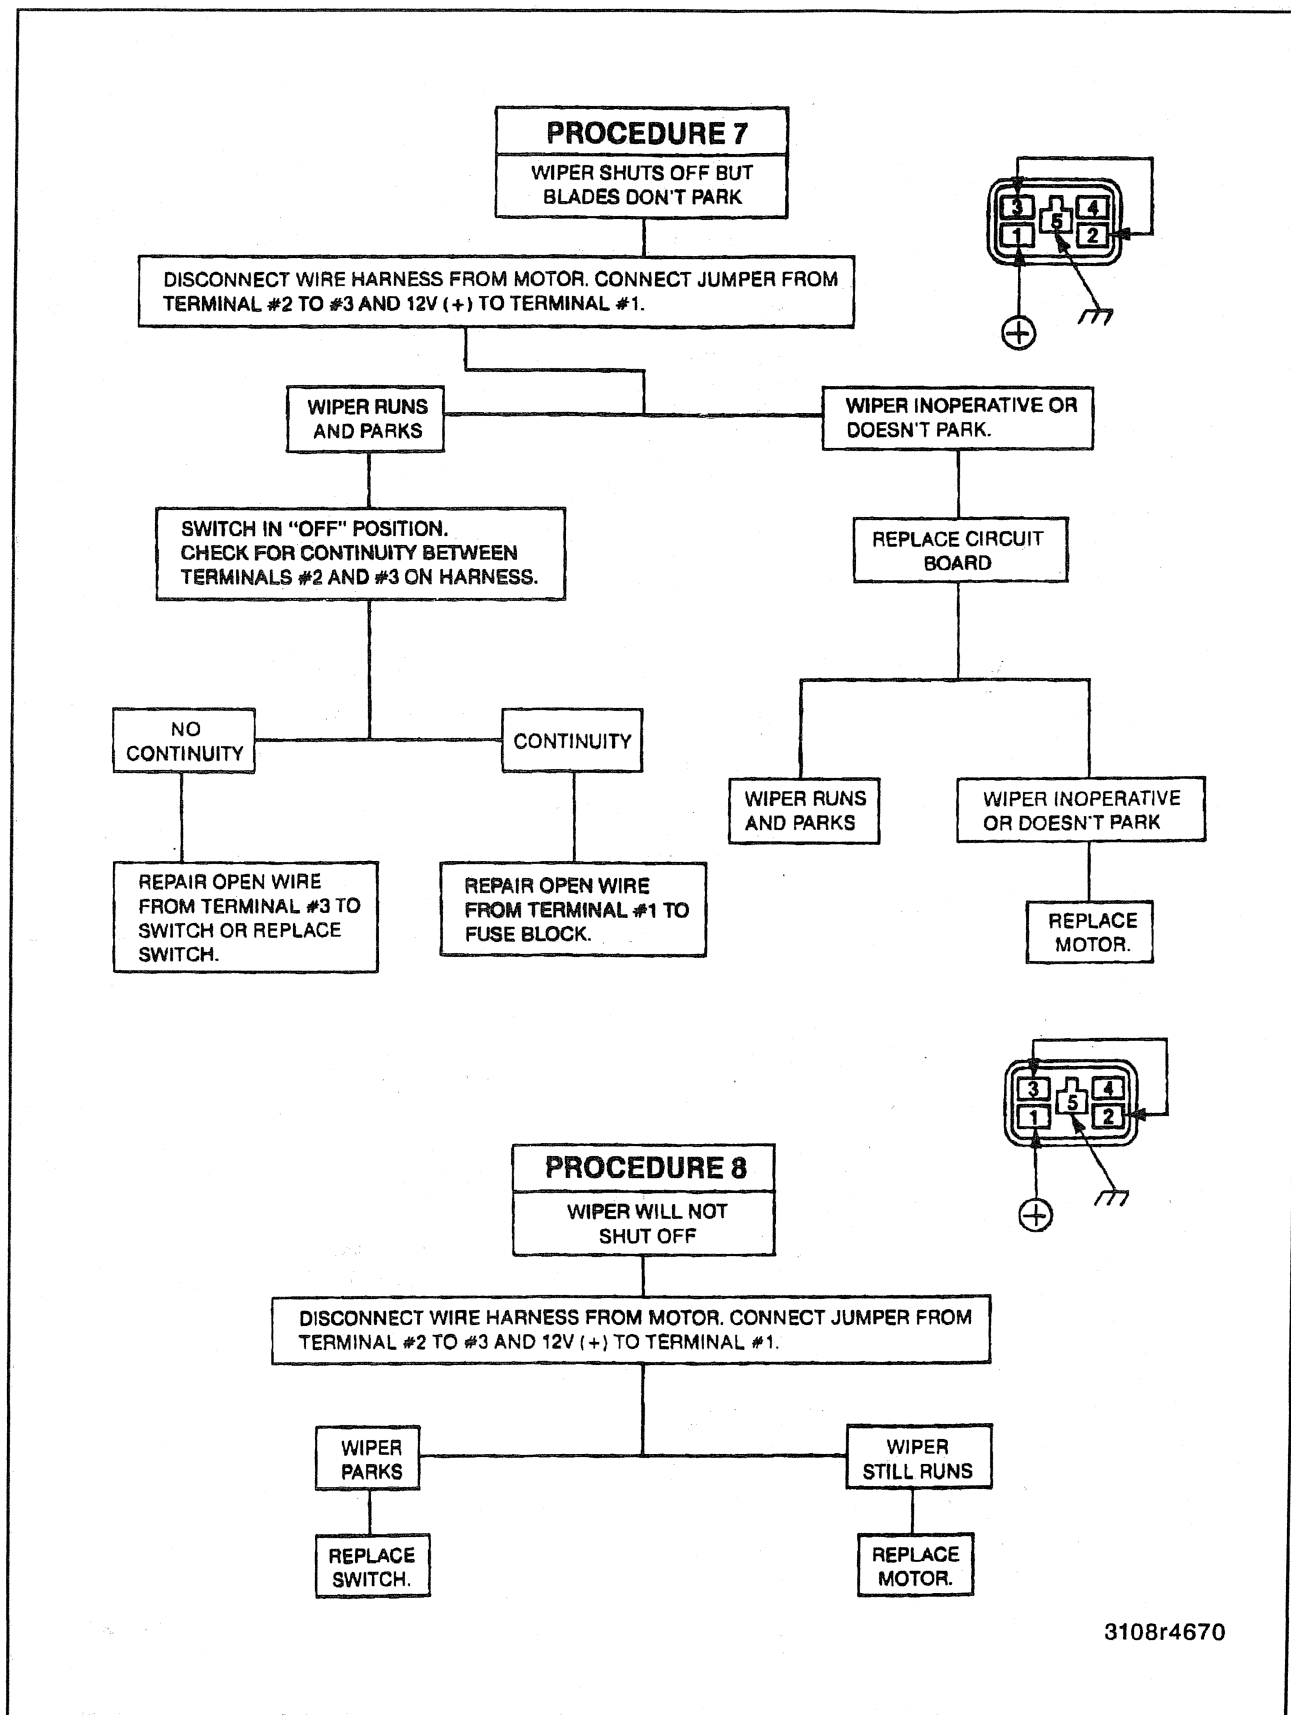 PROCEDURE 7
WIPER SHUTS OFF BUT
BLADES DON'T PARK
3
4
5
1
2
DISCONNECT WIRE HARNESS FROM MOTOR. CONNECT JUMPER FROM
TERMINAL #2 TO #3 AND 12V (+) TO TERMINAL #1.
WIPER RUNS
AND PARKS
WIPER INOPERATIVE OR
DOESN'T PARK.
SWITCH IN "OFF" POSITION.
CHECK FOR CONTINUITY BETWEEN
TERMINALS #2 AND #3 ON HARNESS.
REPLACE CIRCUIT
BOARD
NO
CONTINUITY
CONTINUITY
WIPER RUNS
AND PARKS
WIPER INOPERATIVE
OR DOESN'T PARK
REPAIR OPEN WIRE
FROM TERMINAL #3 TO
SWITCH OR REPLACE
SWITCH.
REPAIR OPEN WIRE
FROM TERMINAL #1 TO
FUSE BLOCK.
REPLACE
MOTOR.
3
4
5
1
2
PROCEDURE 8
WIPER WILL NOT
SHUT OFF
DISCONNECT WIRE HARNESS FROM MOTOR. CONNECT JUMPER FROM
TERMINAL #2 TO #3 AND 12V (+) TO TERMINAL #1.
WIPER
PARKS
WIPER
STILL RUNS
REPLACE
SWITCH.
REPLACE
MOTOR.
3108r4670